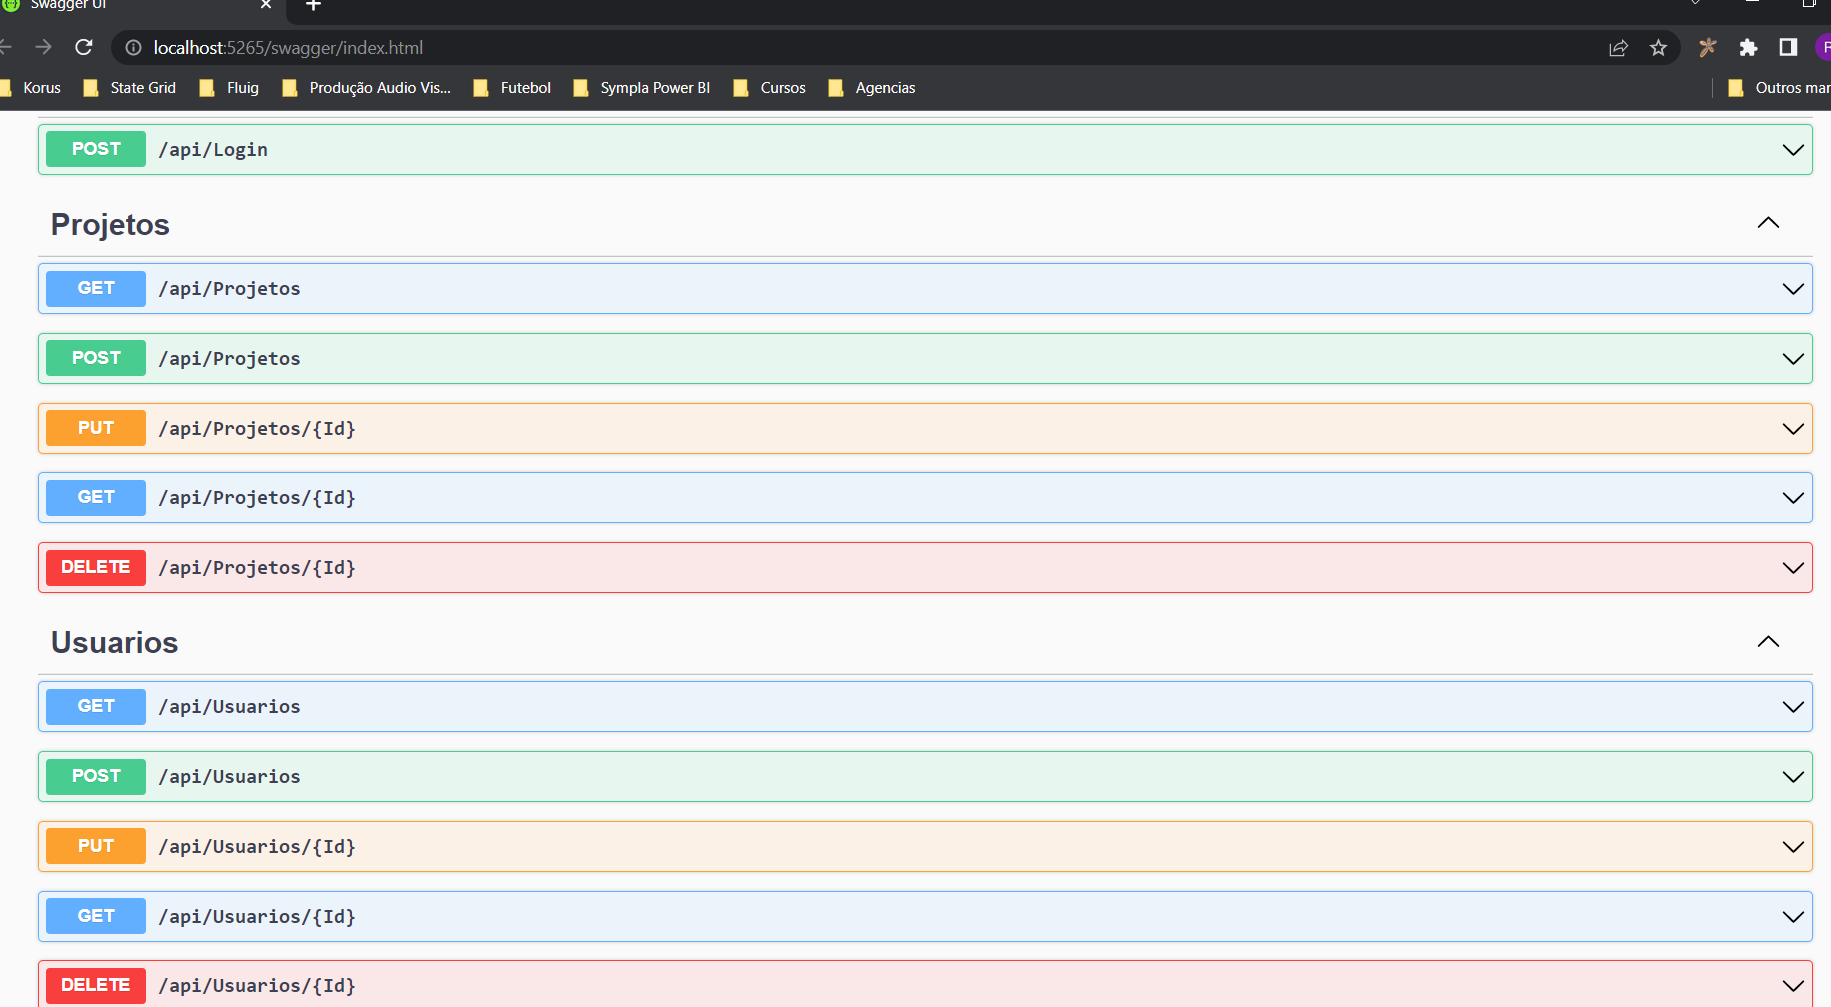 Swagger UI
localhost:5265/swagger/index.html
Korus State Grid Fluig Produção Audio Vis... Futebol Sympla Power BI Cursos Agencias Outros mar
POST /api/Login
Projetos
GET /api/Projetos
POST /api/Projetos
PUT /api/Projetos/{Id}
GET /api/Projetos/{Id}
DELETE /api/Projetos/{Id}
Usuarios
GET /api/Usuarios
POST /api/Usuarios
PUT /api/Usuarios/{Id}
GET /api/Usuarios/{Id}
DELETE /api/Usuarios/{Id}